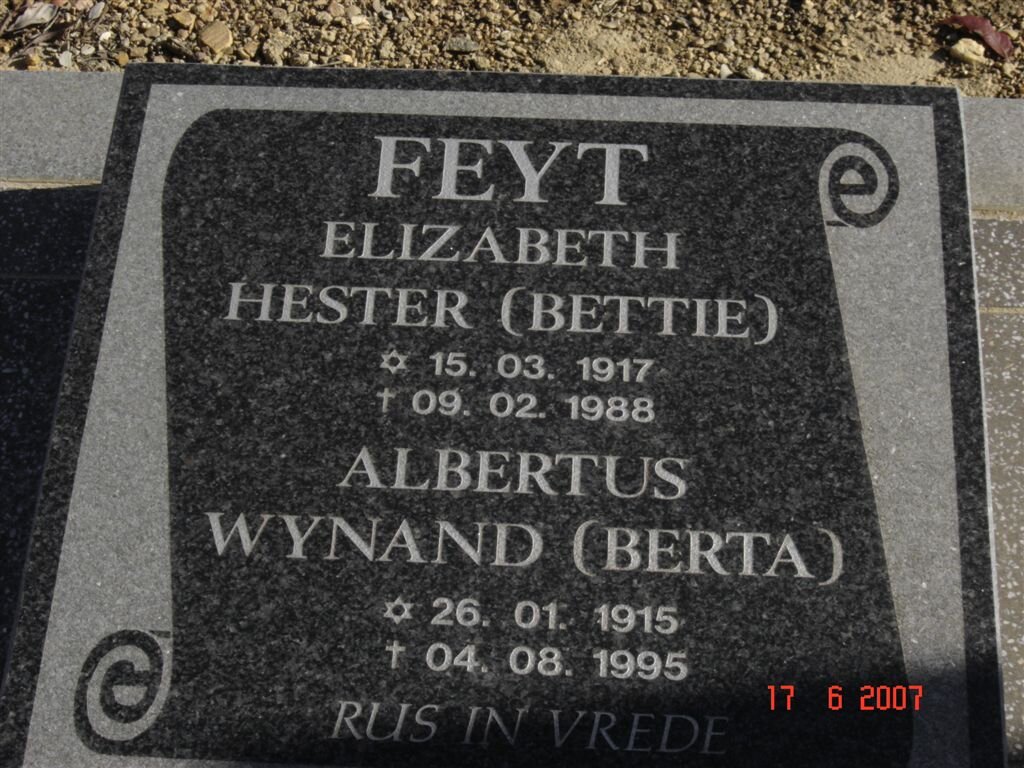 FEYT
ELIZABETH
HESTER (BETTIE)
✡ 15. 03. 1917
† 09. 02. 1988
ALBERTUS
WYNAND (BERTA)
✡ 26. 01. 1915
† 04. 08. 1995
RUS IN VREDE
17 6 2007